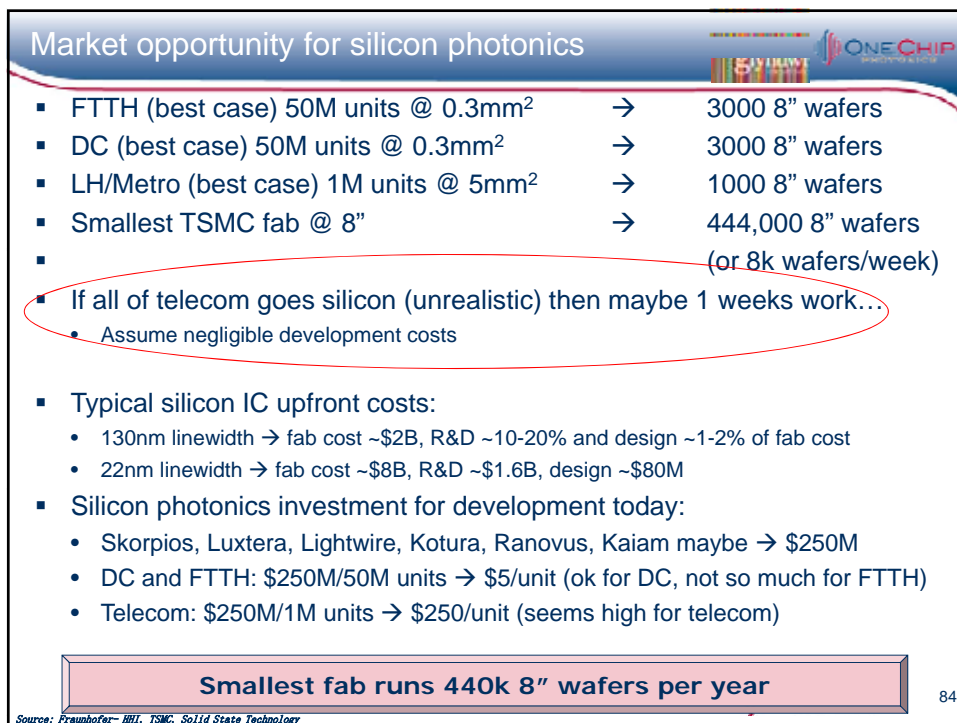 Market opportunity for silicon photonics
ONECHIP
PHOTONICS
▪ FTTH (best case) 50M units @ 0.3mm² → 3000 8” wafers
▪ DC (best case) 50M units @ 0.3mm² → 3000 8” wafers
▪ LH/Metro (best case) 1M units @ 5mm² → 1000 8” wafers
▪ Smallest TSMC fab @ 8” → 444,000 8” wafers
▪ (or 8k wafers/week)
▪ If all of telecom goes silicon (unrealistic) then maybe 1 weeks work…
• Assume negligible development costs
▪ Typical silicon IC upfront costs:
• 130nm linewidth → fab cost ~$2B, R&D ~10-20% and design ~1-2% of fab cost
• 22nm linewidth → fab cost ~$8B, R&D ~$1.6B, design ~$80M
▪ Silicon photonics investment for development today:
• Skorpios, Luxtera, Lightwire, Kotura, Ranovus, Kaiam maybe → $250M
• DC and FTTH: $250M/50M units → $5/unit (ok for DC, not so much for FTTH)
• Telecom: $250M/1M units → $250/unit (seems high for telecom)
Smallest fab runs 440k 8” wafers per year
84
Source: Fraunhofer- HHI, TSMC, Solid State Technology